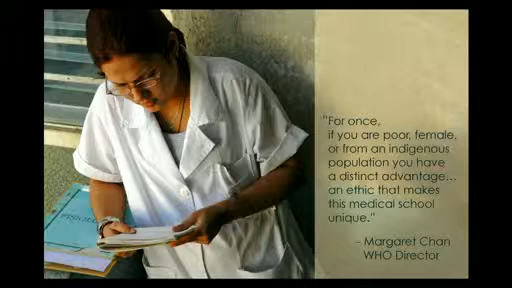 "For once,
if you are poor, female,
or from an indigenous
population you have
a distinct advantage...
an ethic that makes
this medical school
unique."
– Margaret Chan
WHO Director